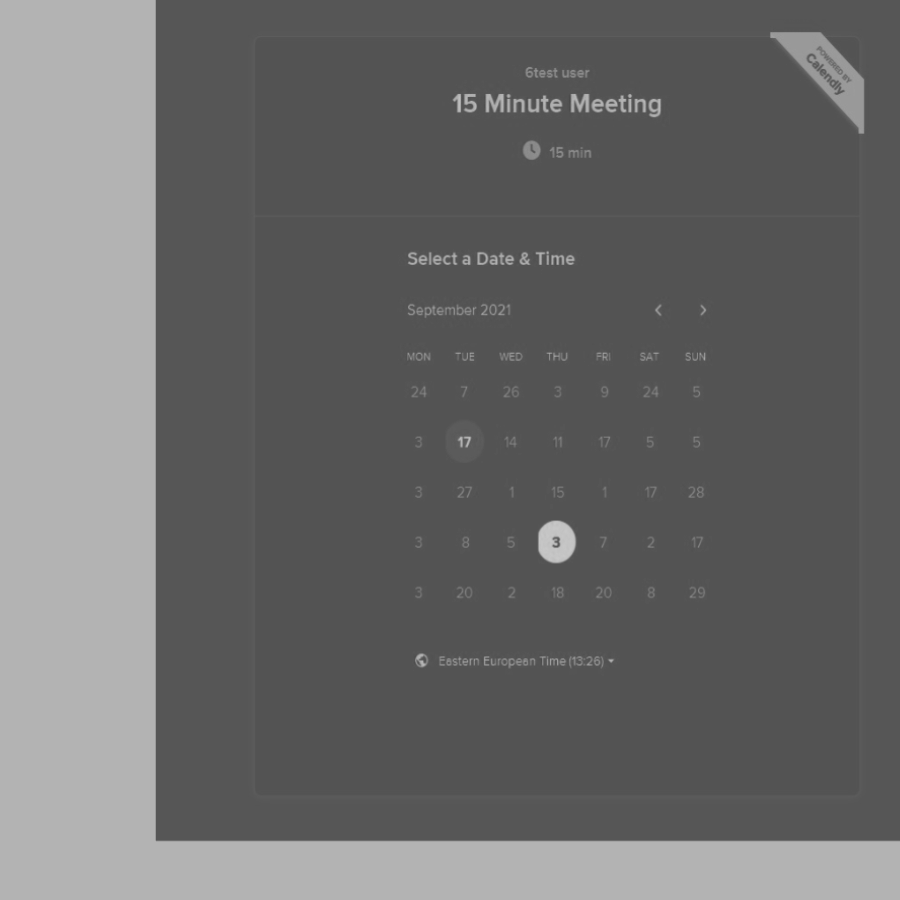 POWERED BY
Calendly
6test user
15 Minute Meeting
15 min
Select a Date & Time
September 2021
MON TUE WED THU FRI SAT SUN
24 7 26 3 9 24 5
3 17 14 11 17 5 5
3 27 1 15 1 17 28
3 8 5 3 7 2 17
3 20 2 18 20 8 29
Eastern European Time (13:26)